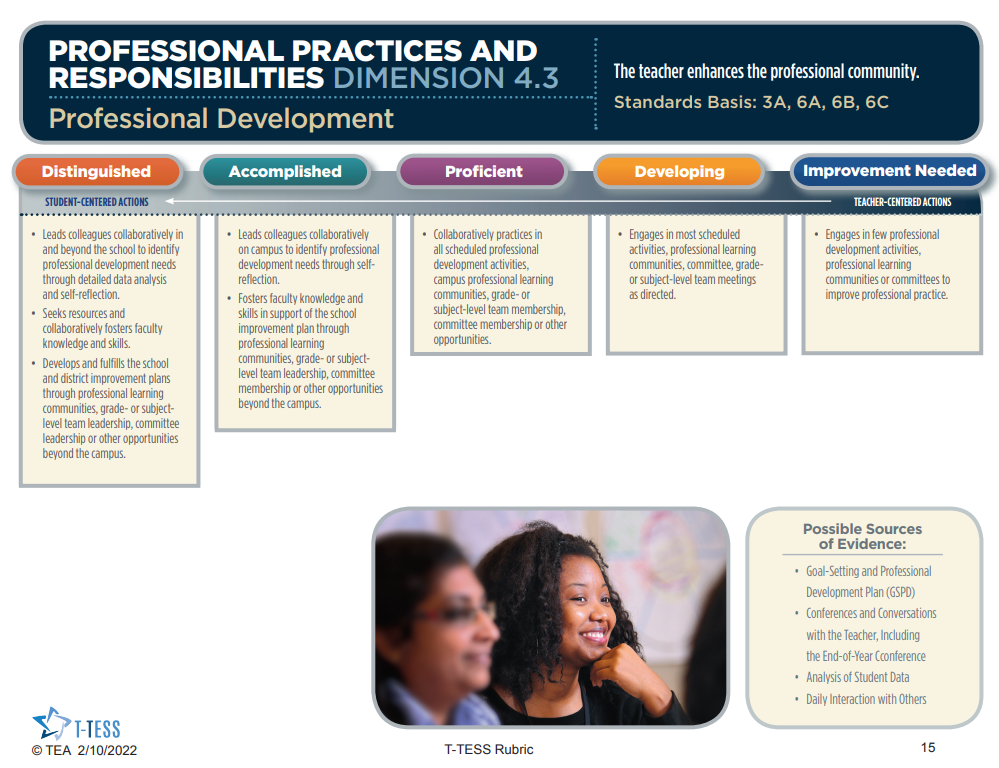 PROFESSIONAL PRACTICES AND
RESPONSIBILITIES DIMENSION 4.3
Professional Development
The teacher enhances the professional community.
Standards Basis: 3A, 6A, 6B, 6C
Distinguished
Accomplished
Proficient
Developing
Improvement Needed
STUDENT-CENTERED ACTIONS
TEACHER-CENTERED ACTIONS
• Leads colleagues collaboratively in
and beyond the school to identify
professional development needs
through detailed data analysis
and self-reflection.
• Seeks resources and
collaboratively fosters faculty
knowledge and skills.
• Develops and fulfills the school
and district improvement plans
through professional learning
communities, grade- or subject-
level team leadership, committee
leadership or other opportunities
beyond the campus.
• Leads colleagues collaboratively
on campus to identify professional
development needs through self-
reflection.
• Fosters faculty knowledge and
skills in support of the school
improvement plan through
professional learning
communities, grade- or subject-
level team leadership, committee
membership or other opportunities
beyond the campus.
• Collaboratively practices in
all scheduled professional
development activities,
campus professional learning
communities, grade- or
subject-level team membership,
committee membership or other
opportunities.
• Engages in most scheduled
activities, professional learning
communities, committee, grade-
or subject-level team meetings
as directed.
• Engages in few professional
development activities,
professional learning
communities or committees to
improve professional practice.
Possible Sources
of Evidence:
• Goal-Setting and Professional
Development Plan (GSPD)
• Conferences and Conversations
with the Teacher, Including
the End-of-Year Conference
• Analysis of Student Data
• Daily Interaction with Others
T-TESS
© TEA 2/10/2022
T-TESS Rubric
15